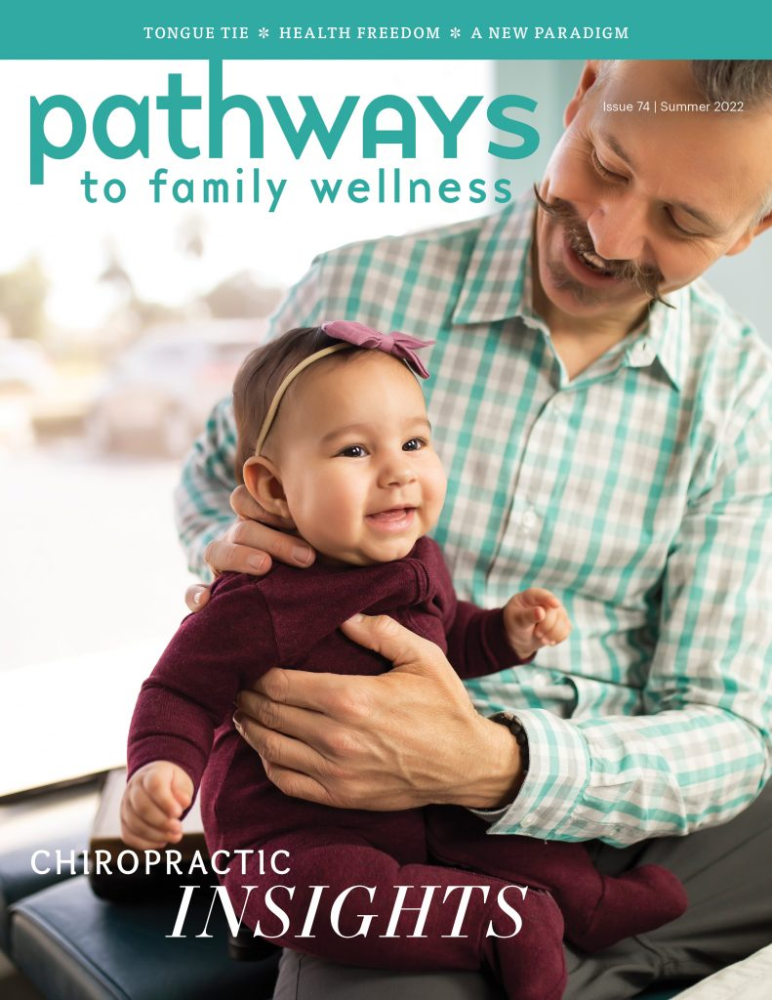 TONGUE TIE ✻ HEALTH FREEDOM ✻ A NEW PARADIGM
Issue 74 | Summer 2022
pathways
to family wellness
CHIROPRACTIC
INSIGHTS